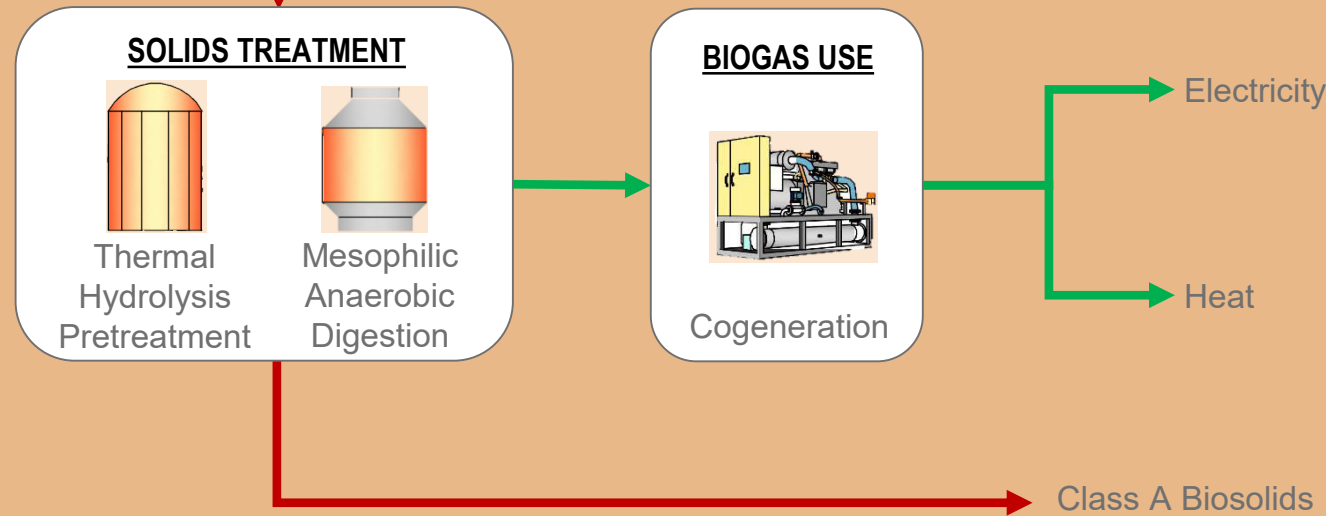 SOLIDS TREATMENT
Thermal
Hydrolysis
Pretreatment
Mesophilic
Anaerobic
Digestion
BIOGAS USE
Cogeneration
Electricity
Heat
Class A Biosolids